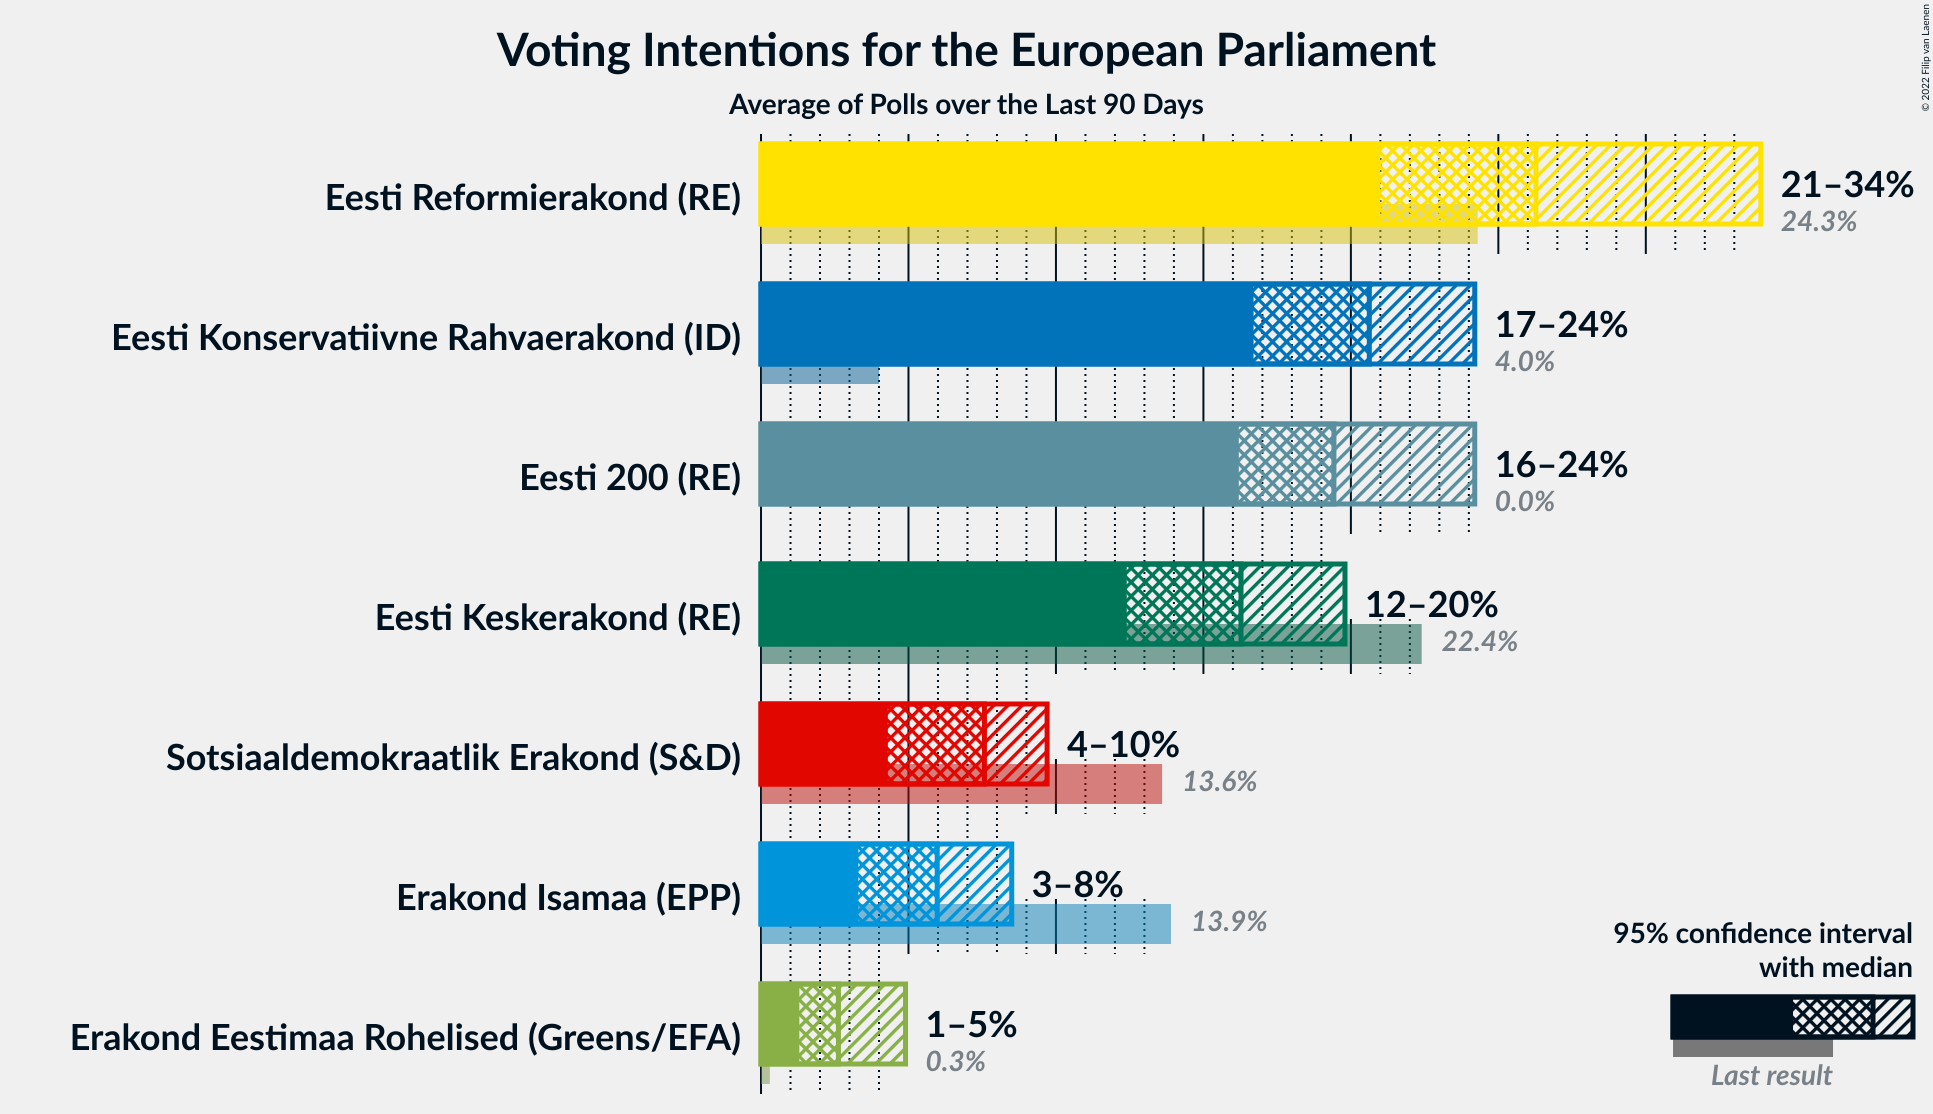 Voting Intentions for the European Parliament
Average of Polls over the Last 90 Days
© 2022 Filip van Laenen
Eesti Reformierakond (RE)
21–34%
24.3%
Eesti Konservatiivne Rahvaerakond (ID)
17–24%
4.0%
Eesti 200 (RE)
16–24%
0.0%
Eesti Keskerakond (RE)
12–20%
22.4%
Sotsiaaldemokraatlik Erakond (S&D)
4–10%
13.6%
Erakond Isamaa (EPP)
3–8%
13.9%
Erakond Eestimaa Rohelised (Greens/EFA)
1–5%
0.3%
95% confidence interval
with median
Last result